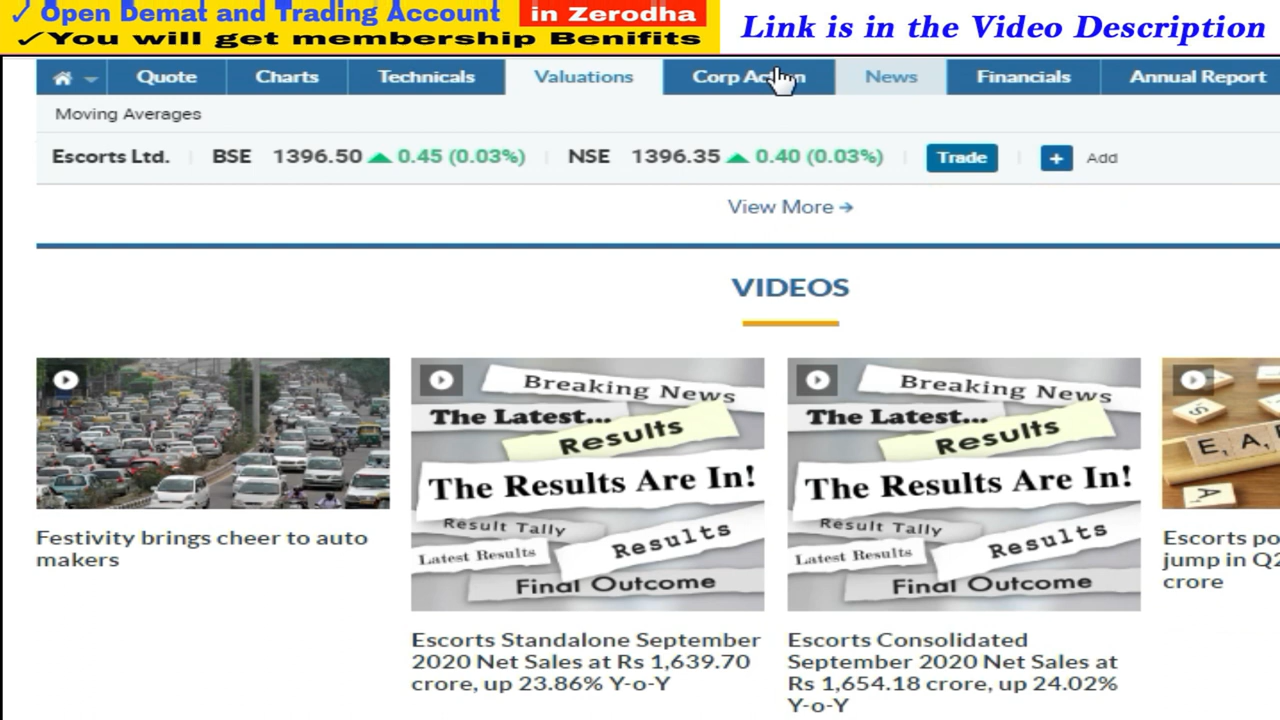 ✓ Open Demat and Trading Account in Zerodha
✓You will get membership Benifits
Link is in the Video Description
Quote Charts Technicals Valuations Corp Action News Financials Annual Report
Moving Averages
Escorts Ltd. BSE 1396.50 ▲ 0.45 (0.03%) NSE 1396.35 ▲ 0.40 (0.03%) Trade + Add
View More →
VIDEOS
Festivity brings cheer to auto
makers
Breaking News
The Latest...
Results
The Results Are In!
Result Tally
Latest Results
Results
Final Outcome
Escorts Standalone September
2020 Net Sales at Rs 1,639.70
crore, up 23.86% Y-o-Y
Breaking News
The Latest...
Results
The Results Are In!
Result Tally
Latest Results
Results
Final Outcome
Escorts Consolidated
September 2020 Net Sales at
Rs 1,654.18 crore, up 24.02%
Y-o-Y
S
E, A,
A
Escorts po
jump in Q2
crore